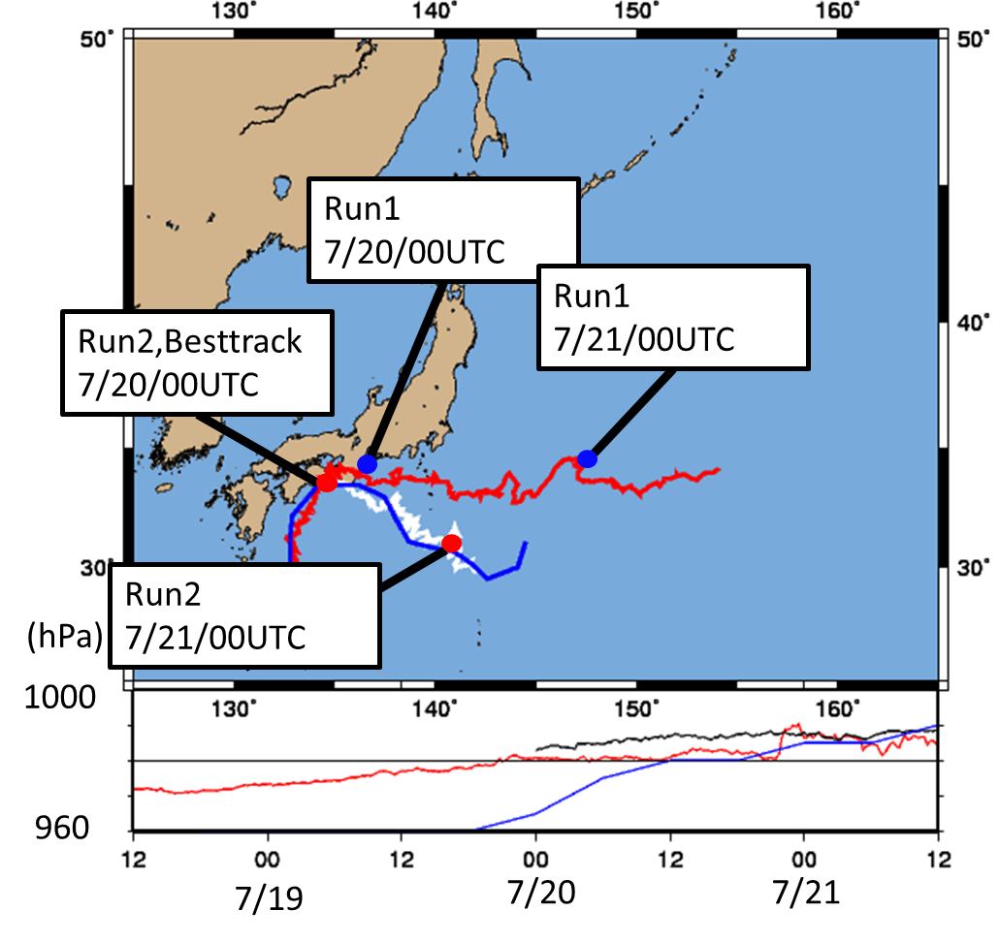 130° 140° 150° 160°
50° 50°
Run1
7/20/00UTC
Run1
7/21/00UTC
40°
Run2,Besttrack
7/20/00UTC
30° 30°
Run2
7/21/00UTC
(hPa)
1000
130° 140° 150° 160°
960
12 00 12 00 12 00 12
7/19 7/20 7/21